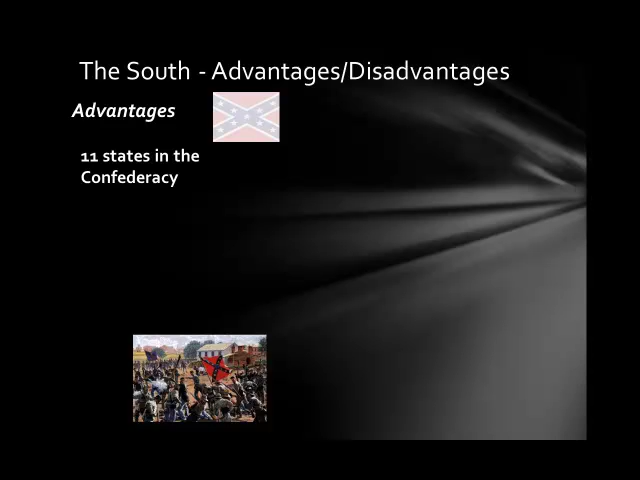 The South - Advantages/Disadvantages
Advantages
11 states in the
Confederacy